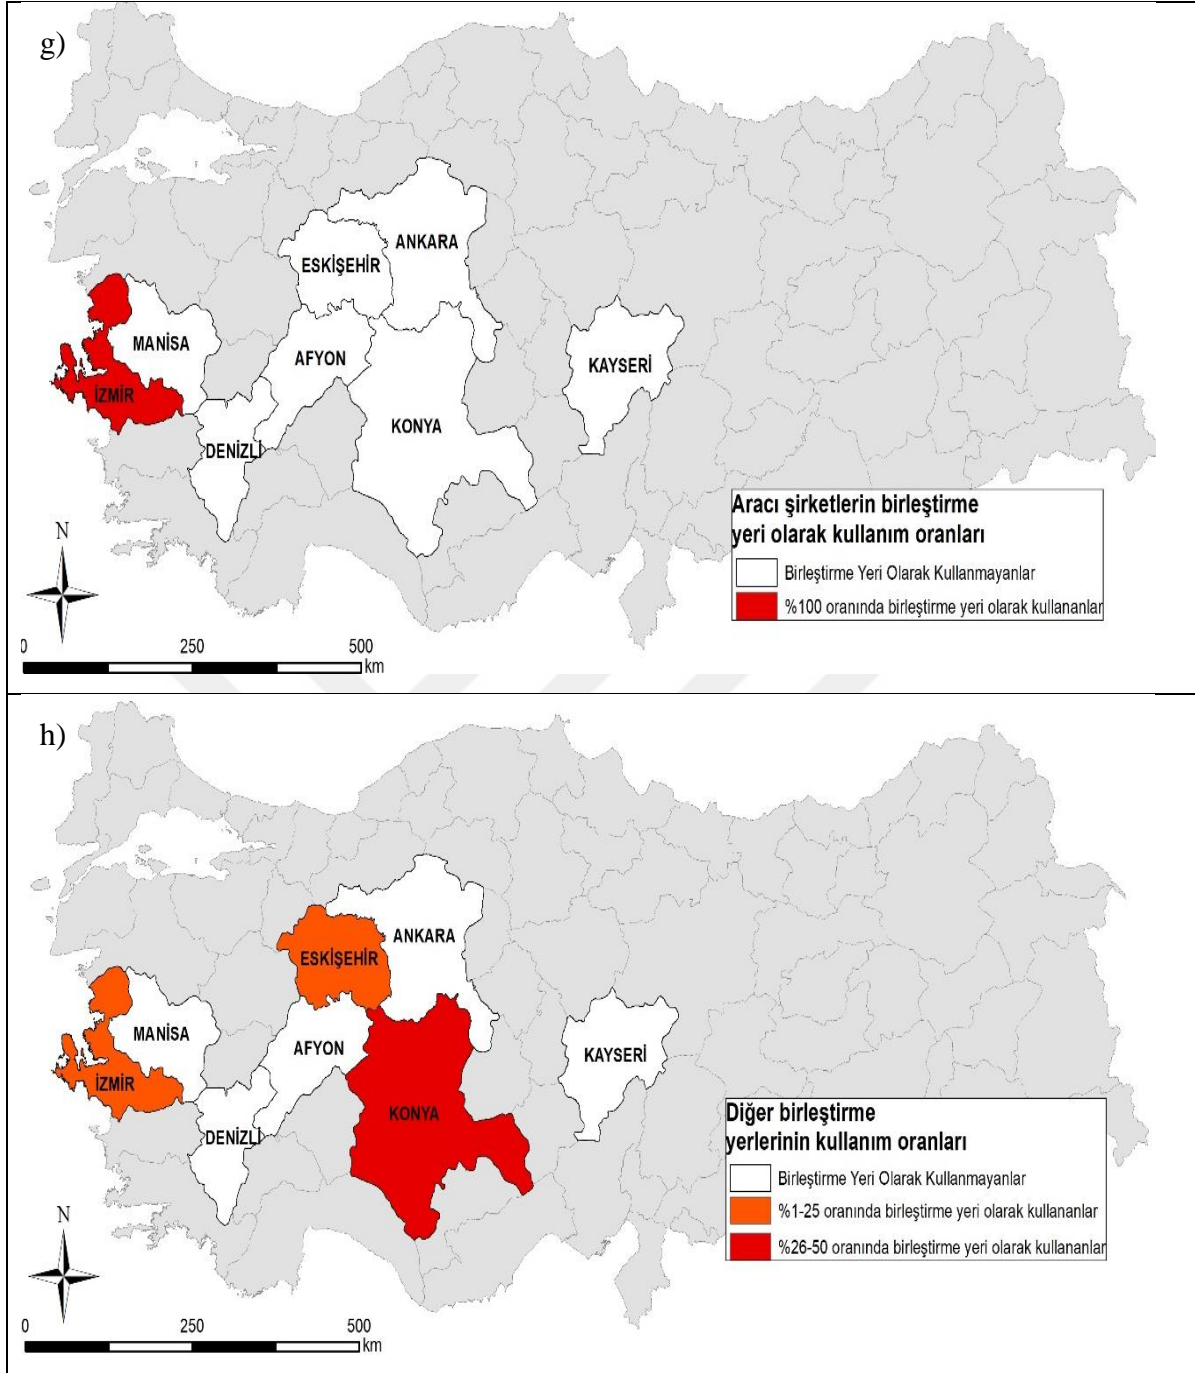 g)
ANKARA
ESKİŞEHİR
MANİSA
AFYON
KAYSERİ
İZMİR
KONYA
DENİZLİ
Aracı şirketlerin birleştirme
yeri olarak kullanım oranları
Birleştirme Yeri Olarak Kullanmayanlar
%100 oranında birleştirme yeri olarak kullananlar
N
0 250 500
km
h)
ANKARA
ESKİŞEHİR
MANİSA
AFYON
KAYSERİ
İZMİR
KONYA
DENİZLİ
Diğer birleştirme
yerlerinin kullanım oranları
Birleştirme Yeri Olarak Kullanmayanlar
%1-25 oranında birleştirme yeri olarak kullananlar
%26-50 oranında birleştirme yeri olarak kullananlar
N
0 250 500
km